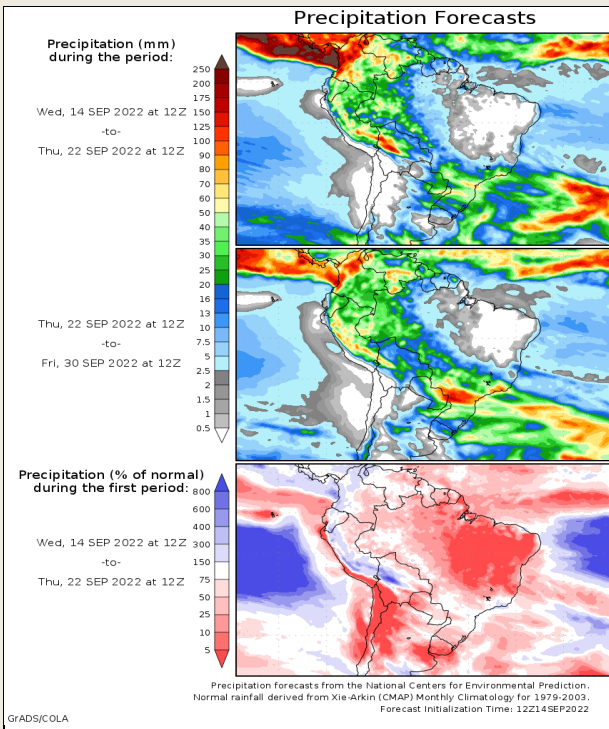 Precipitation Forecasts
Precipitation (mm)
during the period:
Wed, 14 SEP 2022 at 12Z
-to-
Thu, 22 SEP 2022 at 12Z
250
200
175
150
125
100
90
80
70
60
50
40
35
30
25
20
16
13
10
7.5
5
2.5
2
1.5
1
0.5
Thu, 22 SEP 2022 at 12Z
-to-
Fri, 30 SEP 2022 at 12Z
Precipitation (% of normal)
during the first period:
Wed, 14 SEP 2022 at 12Z
-to-
Thu, 22 SEP 2022 at 12Z
800
600
400
300
150
75
50
25
10
5
Precipitation forecasts from the National Centers for Environmental Prediction.
Normal rainfall derived from Xie-Arkin (CMAP) Monthly Climatology for 1979-2003.
Forecast Initialization Time: 12Z14SEP2022
GrADS/COLA